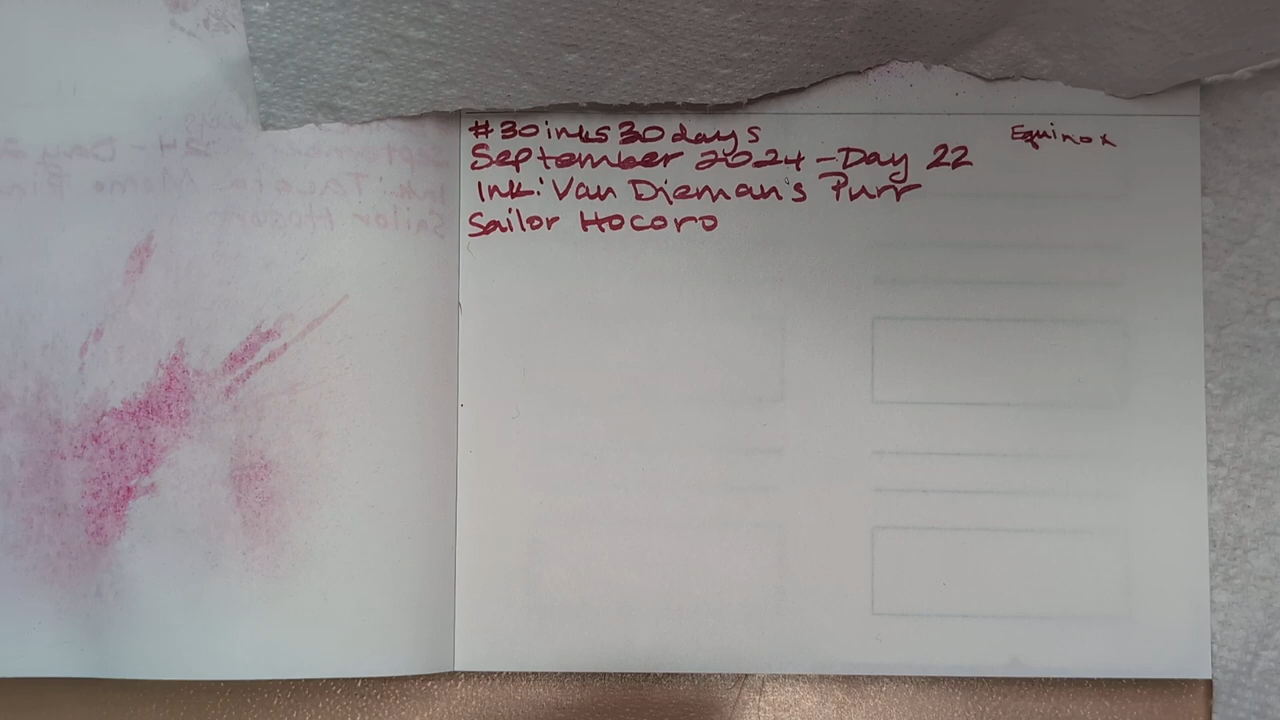 #30inks30days
Equinox
September 2024 - Day 22
Ink: Van Dieman's Purr
Sailor Hocoro